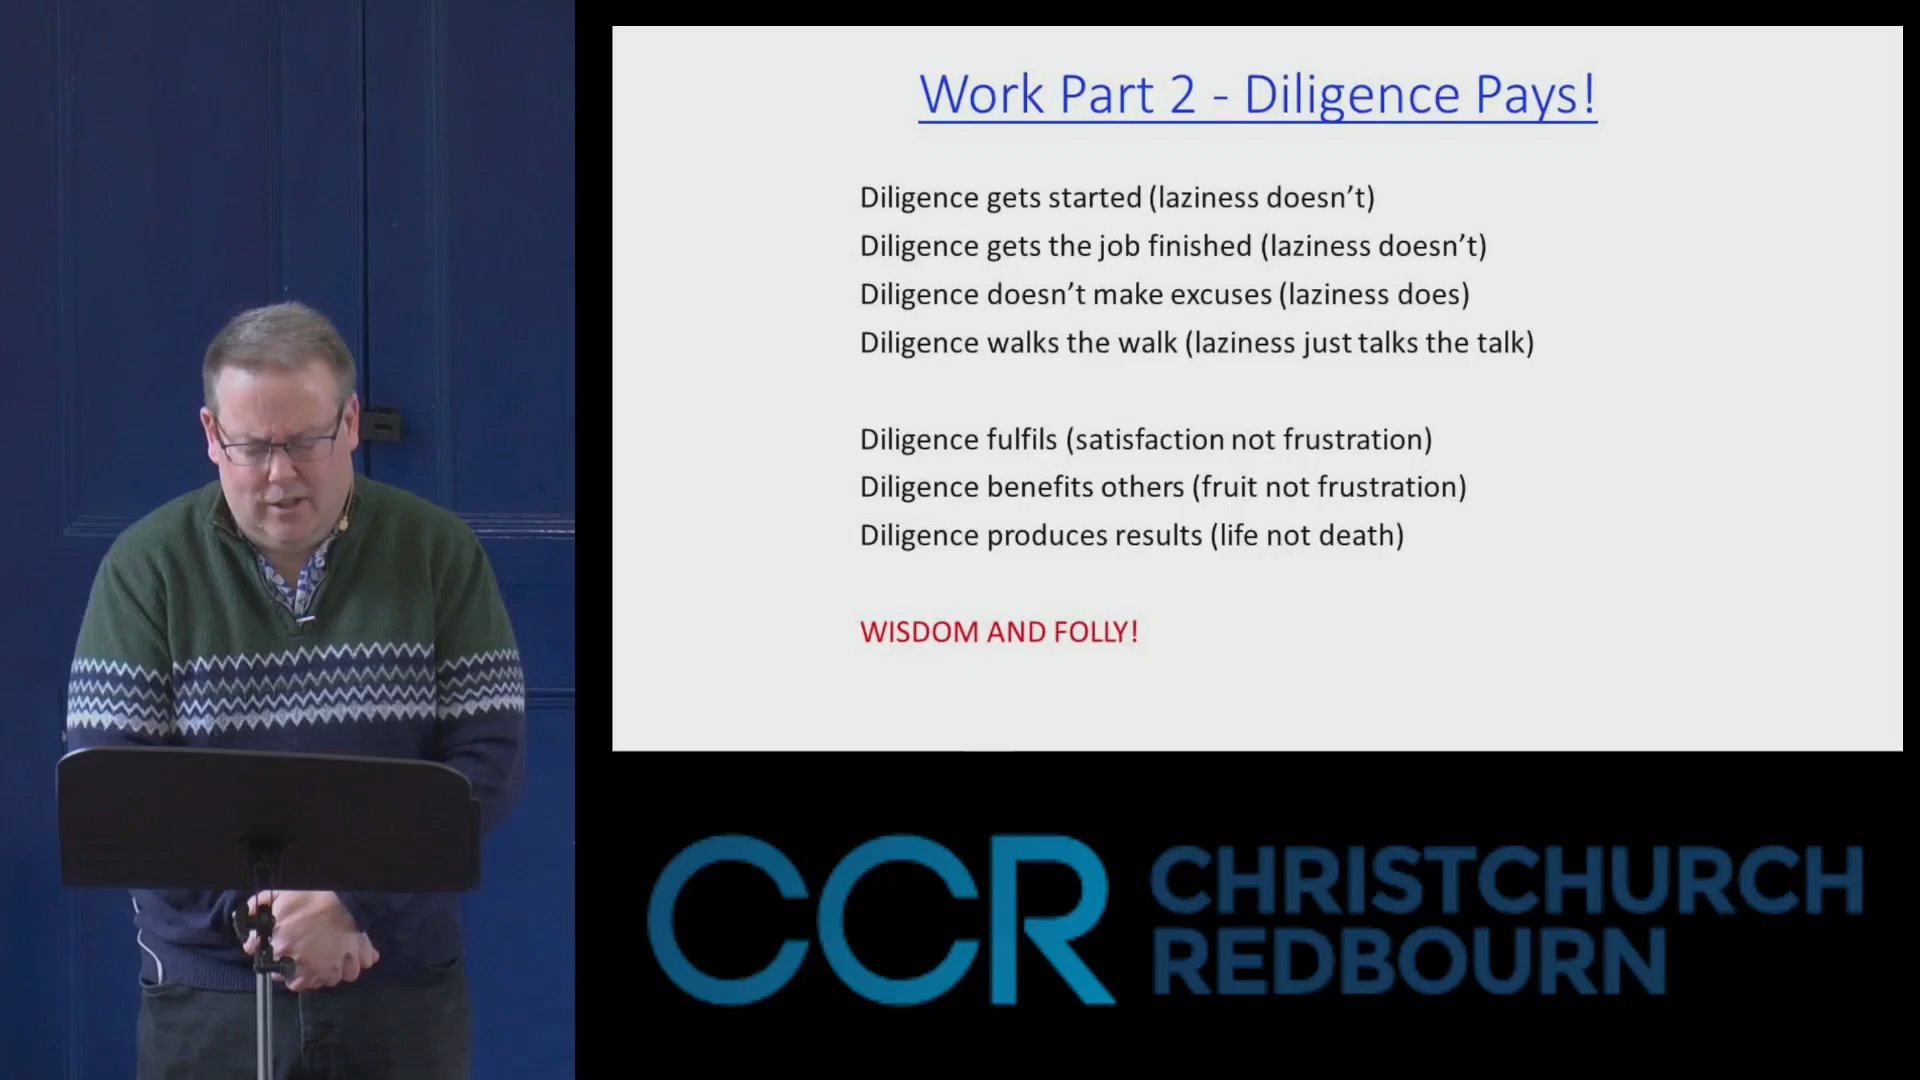 Work Part 2 - Diligence Pays!
Diligence gets started (laziness doesn’t)
Diligence gets the job finished (laziness doesn’t)
Diligence doesn’t make excuses (laziness does)
Diligence walks the walk (laziness just talks the talk)
Diligence fulfils (satisfaction not frustration)
Diligence benefits others (fruit not frustration)
Diligence produces results (life not death)
WISDOM AND FOLLY!
CCR CHRISTCHURCH
REDBOURN